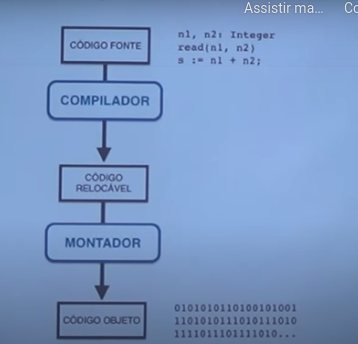 Assistir ma... Co
CÓDIGO FONTE
n1, n2: Integer
read(n1, n2)
s := n1 + n2;
COMPILADOR
CÓDIGO
RELOCÁVEL
MONTADOR
CÓDIGO OBJETO
0101010110100101001
1101010111010111010
1111011101111010...